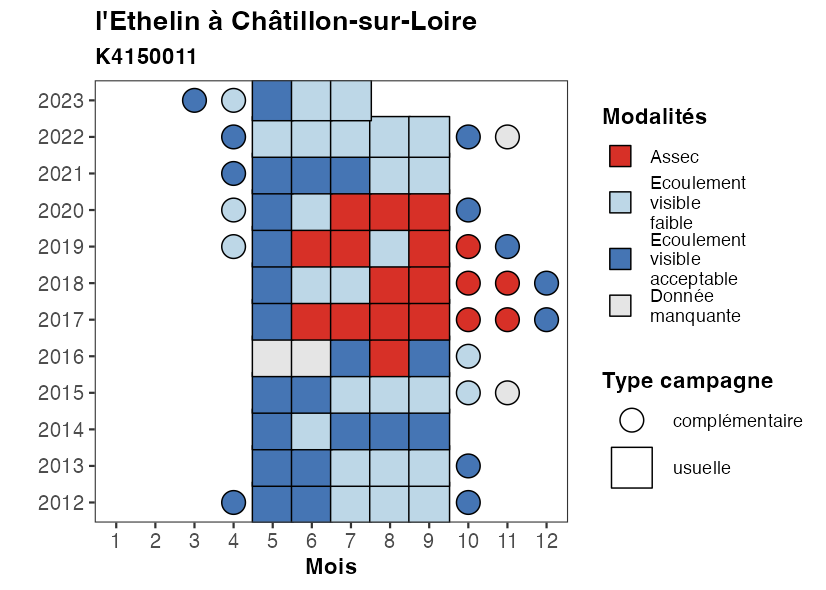 l'Ethelin à Châtillon-sur-Loire
K4150011
2023
2022
2021
2020
2019
2018
2017
2016
2015
2014
2013
2012
1 2 3 4 5 6 7 8 9 10 11 12
Mois
Modalités
Assec
Ecoulement
visible
faible
Ecoulement
visible
acceptable
Donnée
manquante
Type campagne
complémentaire
usuelle